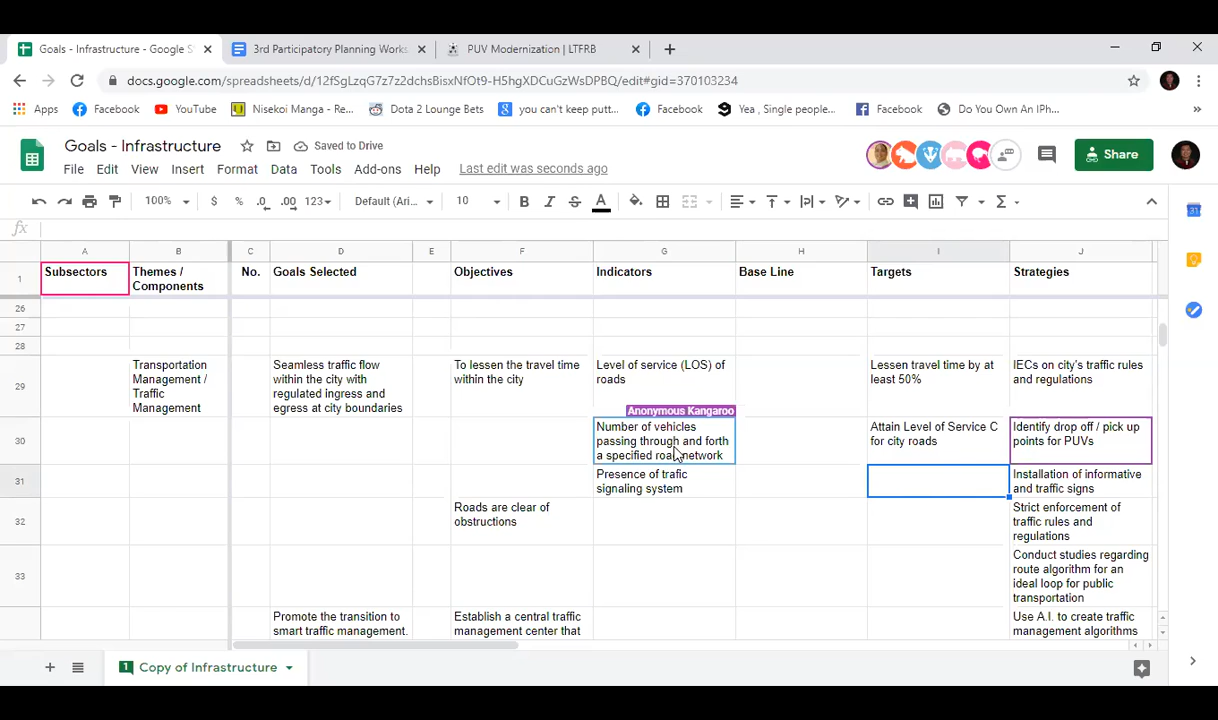 Goals - Infrastructure - Google S
3rd Participatory Planning Works
PUV Modernization | LTFRB
docs.google.com/spreadsheets/d/12fSgLzqG7z7z2dchsBisxNfOt9-H5hgXDCuGzWsDPBQ/edit#gid=370103234
Apps
Facebook
YouTube
Nisekoi Manga - Re...
Dota 2 Lounge Bets
you can't keep putt...
Facebook
Yea , Single people...
Facebook
Do You Own An IPh...
Goals - Infrastructure
Saved to Drive
File Edit View Insert Format Data Tools Add-ons Help
Last edit was seconds ago
Share
100%
$ % .0 .00 123
Default (Ari...
10
B I S A
fx
A B C D E F G H I J
1
Subsectors
Themes /
Components
No.
Goals Selected
Objectives
Indicators
Base Line
Targets
Strategies
26
27
28
29
Transportation
Management /
Traffic
Management
Seamless traffic flow
within the city with
regulated ingress and
egress at city boundaries
To lessen the travel time
within the city
Level of service (LOS) of
roads
Lessen travel time by at
least 50%
IECs on city's traffic rules
and regulations
Anonymous Kangaroo
30
Number of vehicles
passing through and forth
a specified road network
Attain Level of Service C
for city roads
Identify drop off / pick up
points for PUVs
31
Presence of trafic
signaling system
Installation of informative
and traffic signs
32
Roads are clear of
obstructions
Strict enforcement of
traffic rules and
regulations
33
Conduct studies regarding
route algorithm for an
ideal loop for public
transportation
Promote the transition to
smart traffic management.
Establish a central traffic
management center that
Use A.I. to create traffic
management algorithms
1 Copy of Infrastructure
31